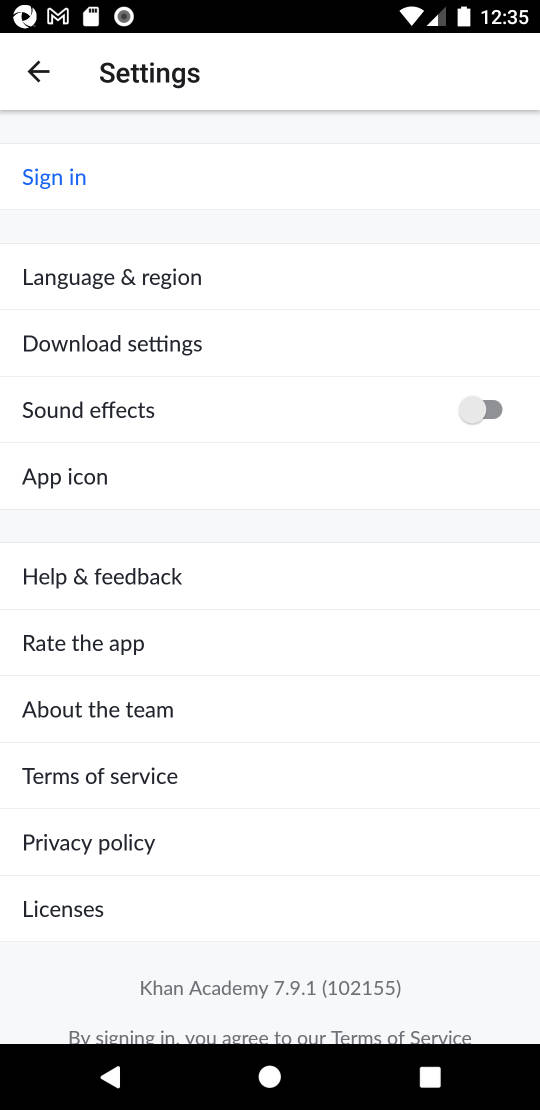 12:35
Settings
Sign in
Language & region
Download settings
Sound effects
App icon
Help & feedback
Rate the app
About the team
Terms of service
Privacy policy
Licenses
Khan Academy 7.9.1 (102155)
By signing in, you agree to our Terms of Service